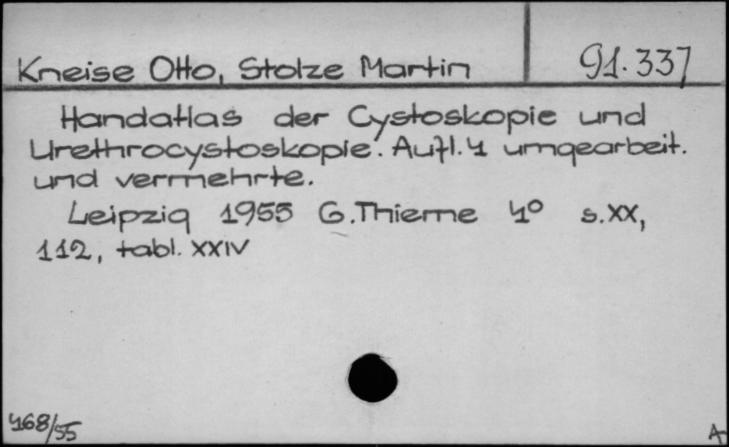 Kneise Otto, Stolze Martin 91.337
Handatlas der Cystoskopie und
Urethrocystoskopie. Aufl. 4 umgearbeit.
und vermehrte.
Leipzig 1955 G. Thieme 4° s. XX,
112, tabl. XXIV
468/55
A